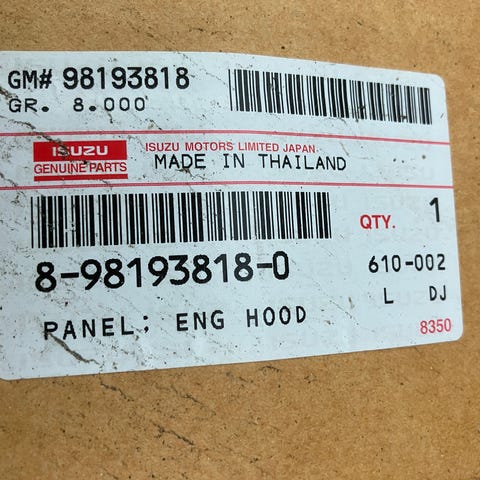 GM# 98193818
GR. 8.000
ISUZU
GENUINE PARTS
ISUZU MOTORS LIMITED JAPAN
MADE IN THAILAND
QTY. 1
8-98193818-0
610-002
L DJ
PANEL; ENG HOOD
8350